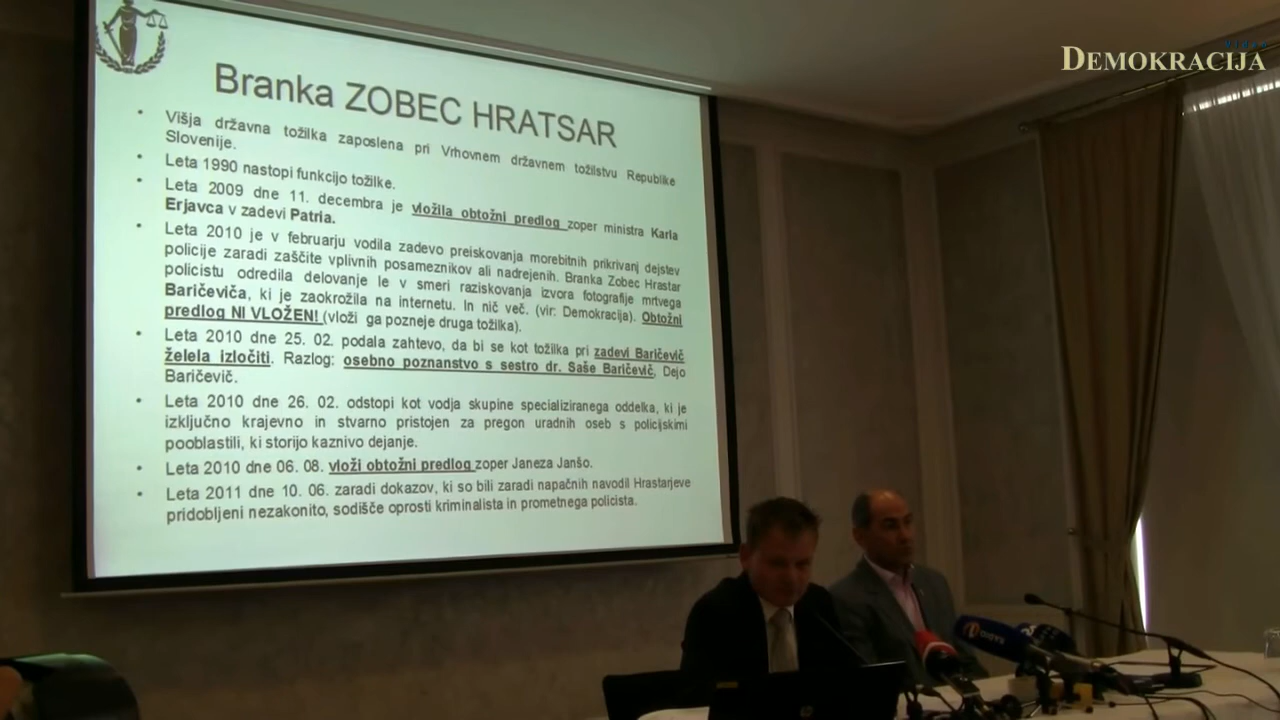 Video
DEMOKRACIJA
Branka ZOBEC HRATSAR
• Višja državna tožilka zaposlena pri Vrhovnem državnem tožilstvu Republike
Slovenije.
• Leta 1990 nastopi funkcijo tožilke.
• Leta 2009 dne 11. decembra je vložila obtožni predlog zoper ministra Karla
Erjavca v zadevi Patria.
• Leta 2010 je v februarju vodila zadevo preiskovanja morebitnih prikrivanj dejstev
policije zaradi zaščite vplivnih posameznikov ali nadrejenih. Branka Zobec Hrastar
policistu odredila delovanje le v smeri raziskovanja izvora fotografije mrtvega
Baričeviča, ki je zaokrožila na internetu. In nič več. (vir: Demokracija). Obtožni
predlog NI VLOŽEN! (vloži ga pozneje druga tožilka).
• Leta 2010 dne 25. 02. podala zahtevo, da bi se kot tožilka pri zadevi Baričevič
želela izločiti. Razlog: osebno poznanstvo s sestro dr. Saše Baričevič, Dejo
Baričevič.
• Leta 2010 dne 26. 02. odstopi kot vodja skupine specializiranega oddelka, ki je
izključno krajevno in stvarno pristojen za pregon uradnih oseb s policijskimi
pooblastili, ki storijo kaznivo dejanje.
• Leta 2010 dne 06. 08. vloži obtožni predlog zoper Janeza Janšo.
• Leta 2011 dne 10. 06. zaradi dokazov, ki so bili zaradi napačnih navodil Hrastarjeve
pridobljeni nezakonito, sodišče oprosti kriminalista in prometnega policista.